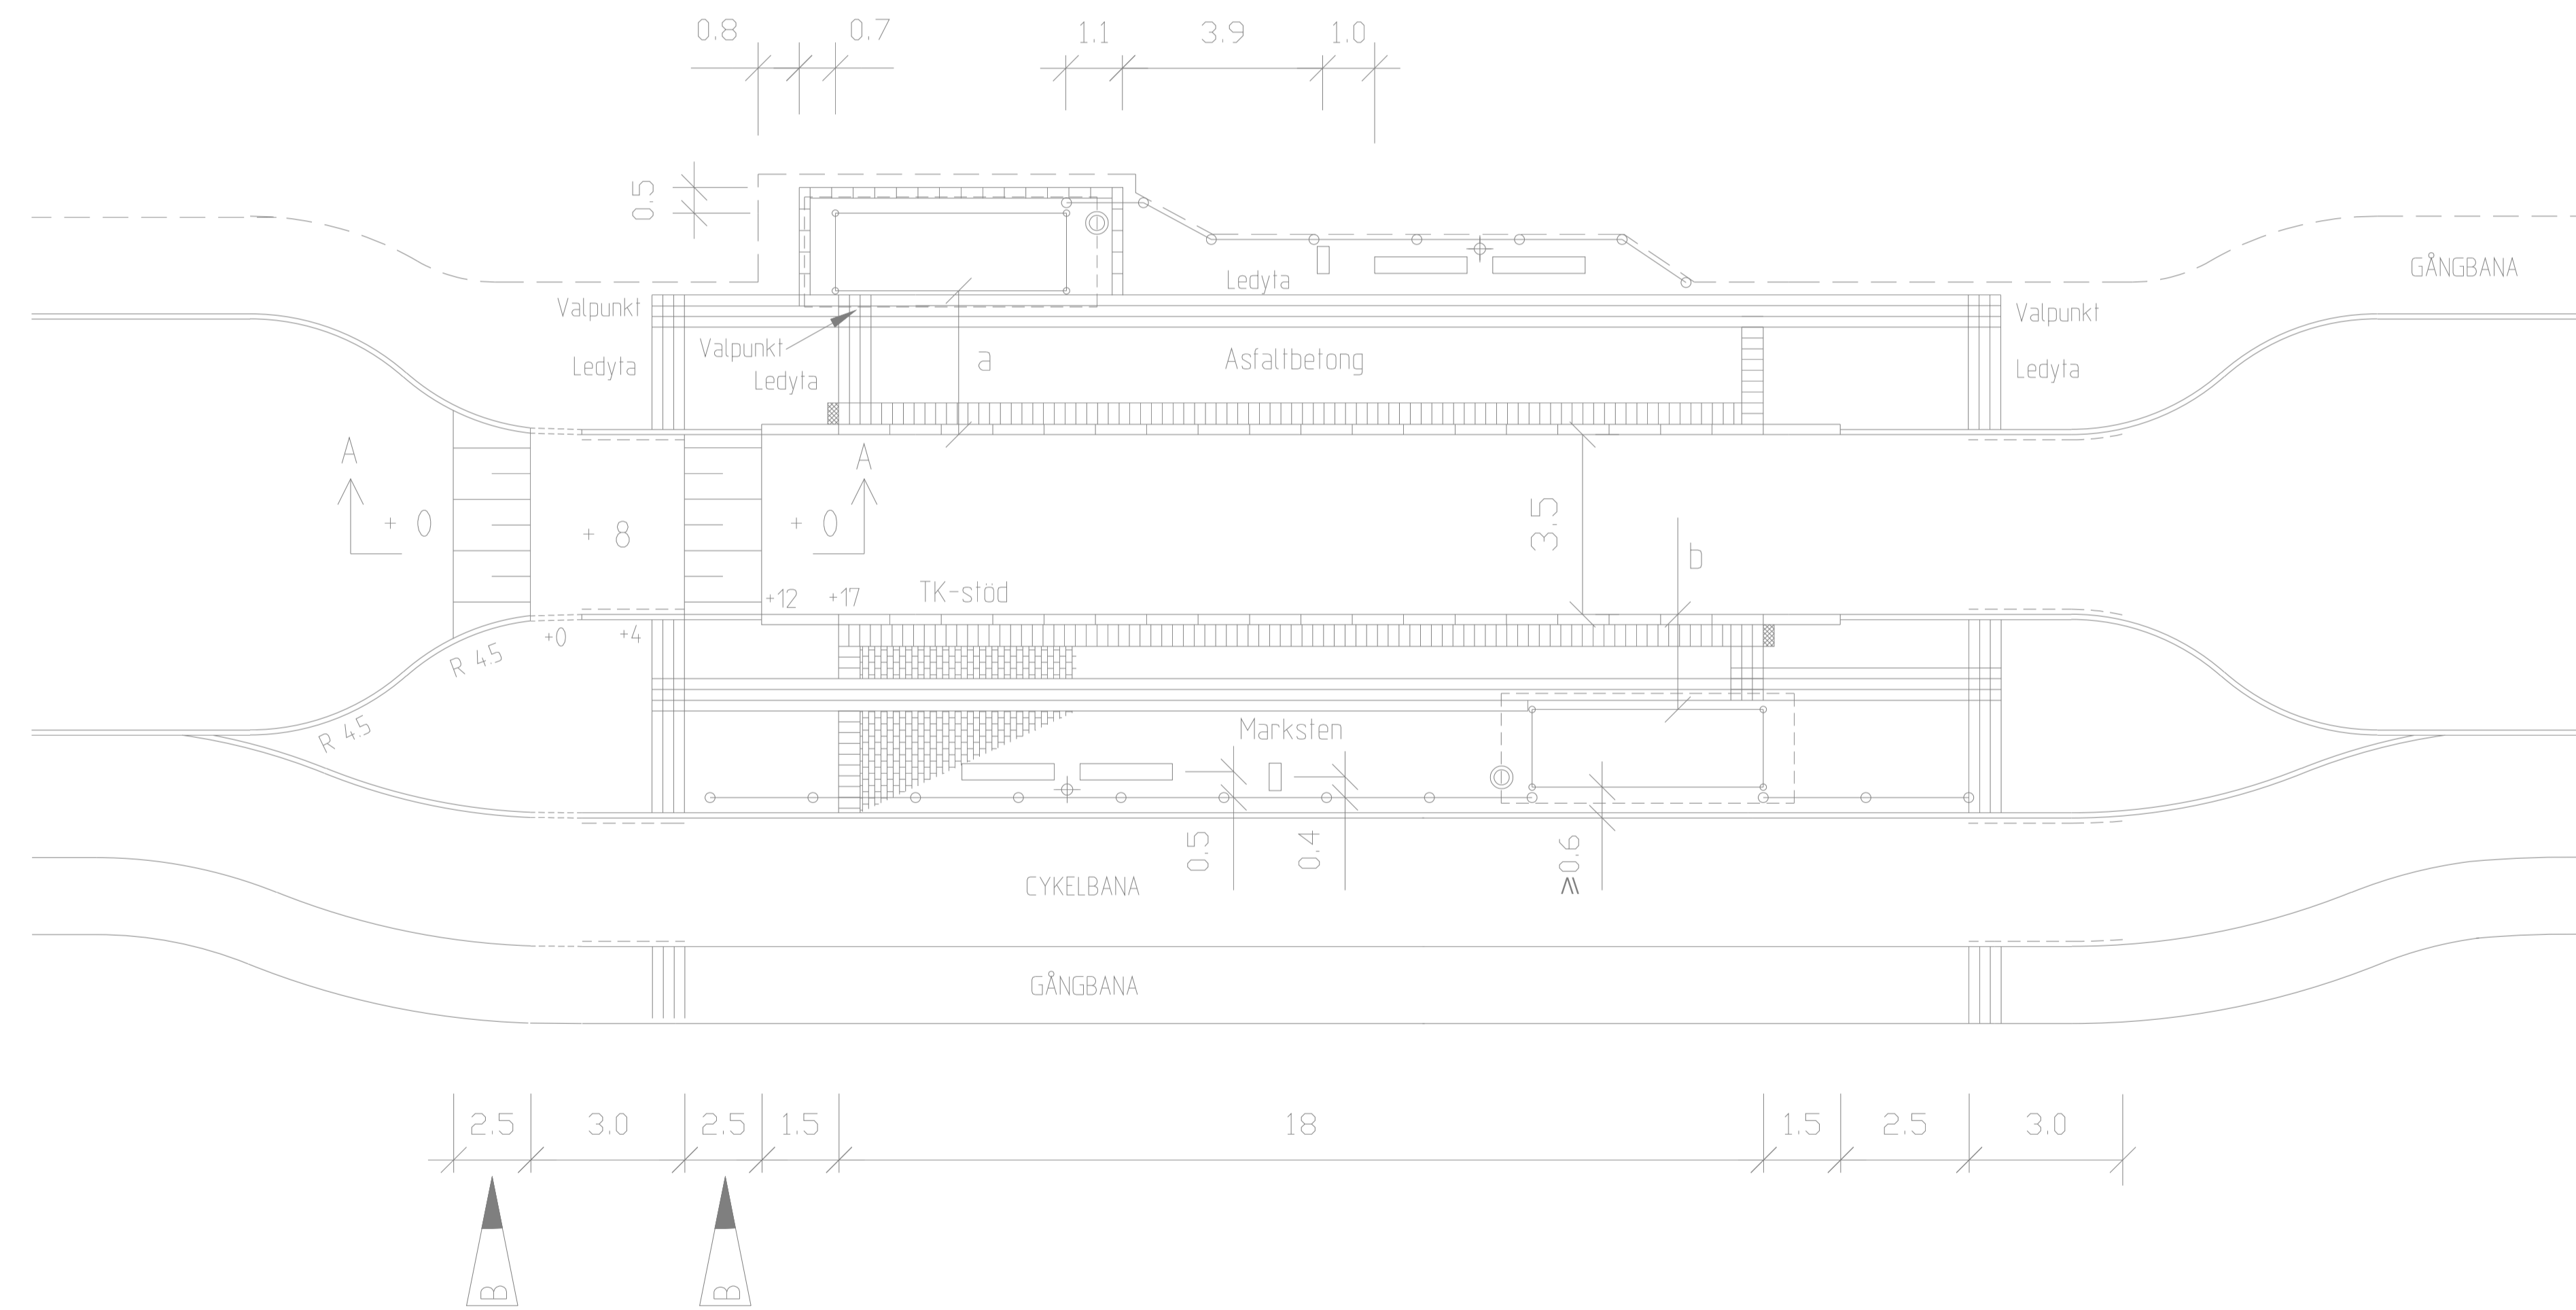 0.8
0.7
1.1
3.9
1.0
0.5
GÅNGBANA
Ledyta
Valpunkt
Valpunkt
Valpunkt
Ledyta
Ledyta
a
Asfaltbetong
Ledyta
A
A
+ 0
+ 8
+ 0
3.5
b
+12
+17
TK-stöd
+0
+4
R 4.5
R 4.5
Marksten
0.5
0.4
≥0.6
CYKELBANA
GÅNGBANA
2.5
3.0
2.5
1.5
18
1.5
2.5
3.0
B
B